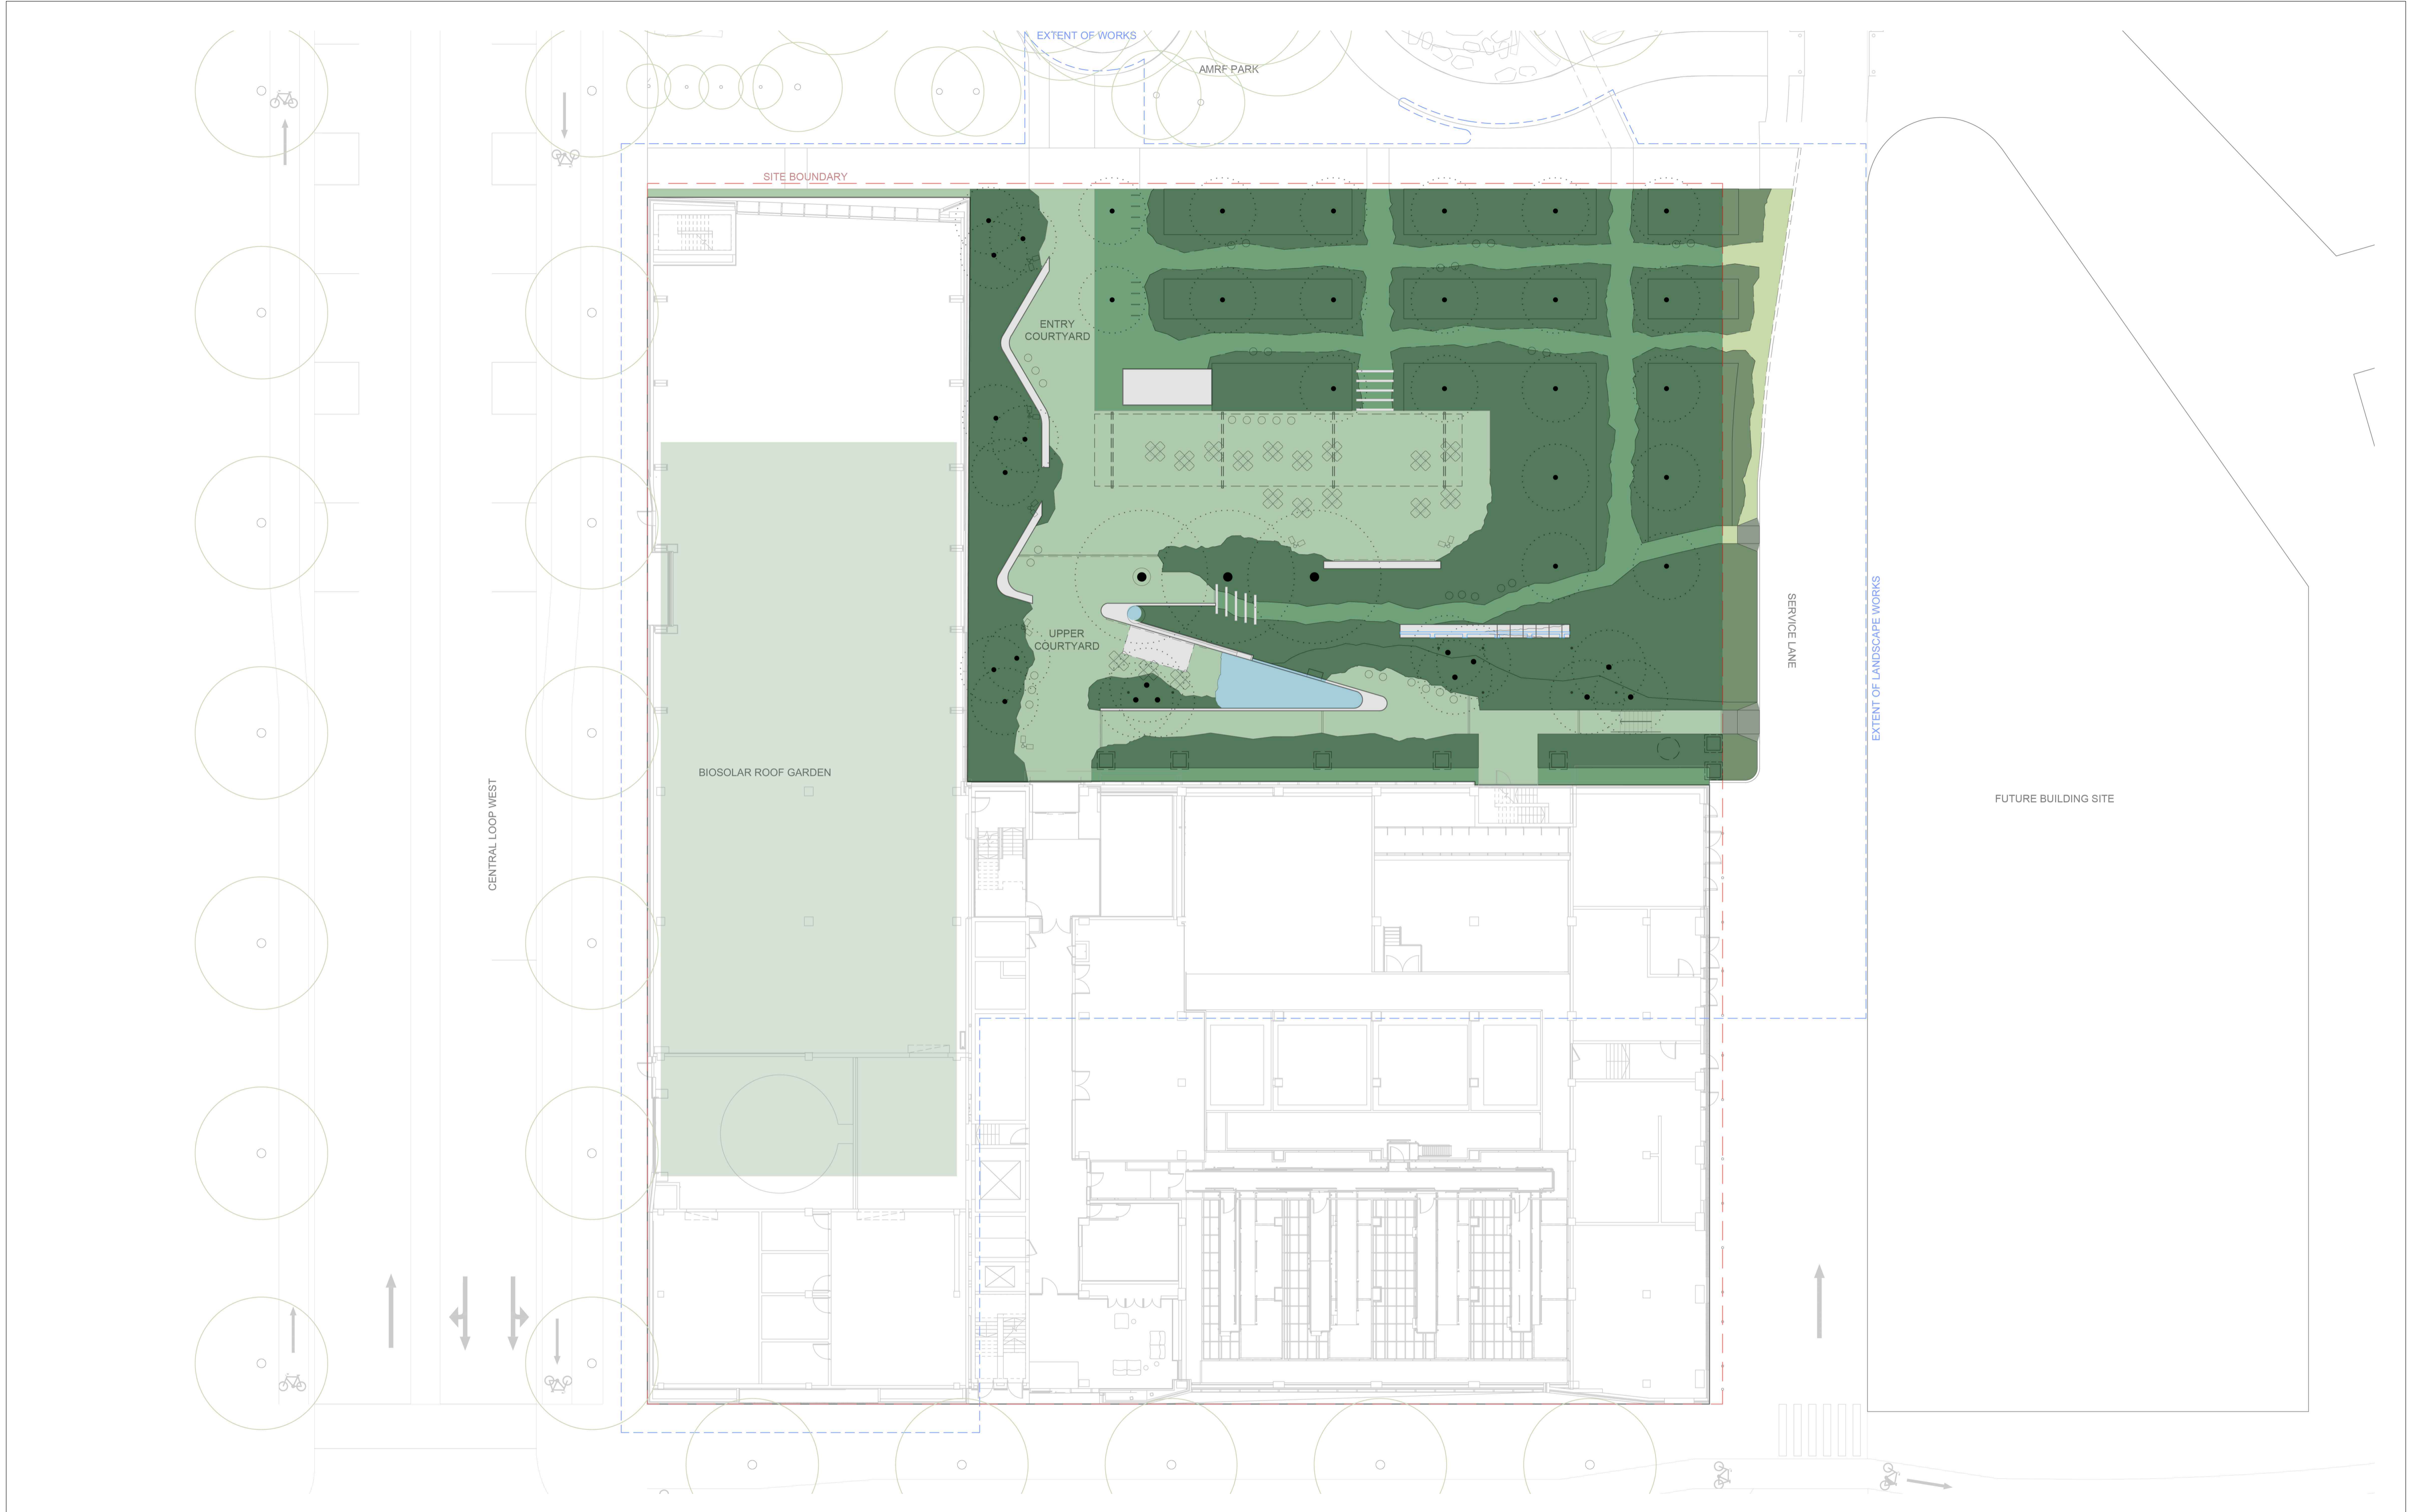 EXTENT OF WORKS
AMRF PARK
SITE BOUNDARY
ENTRY
COURTYARD
UPPER
COURTYARD
SERVICE LANE
EXTENT OF LANDSCAPE WORKS
BIOSOLAR ROOF GARDEN
CENTRAL LOOP WEST
FUTURE BUILDING SITE